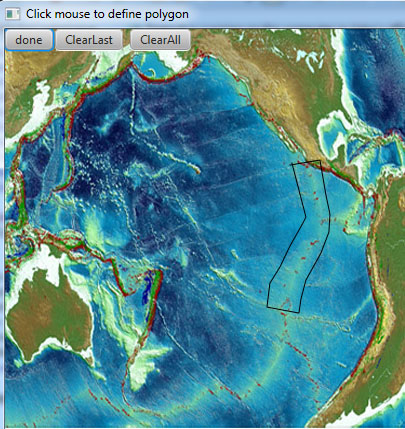 Click mouse to define polygon
done ClearLast ClearAll